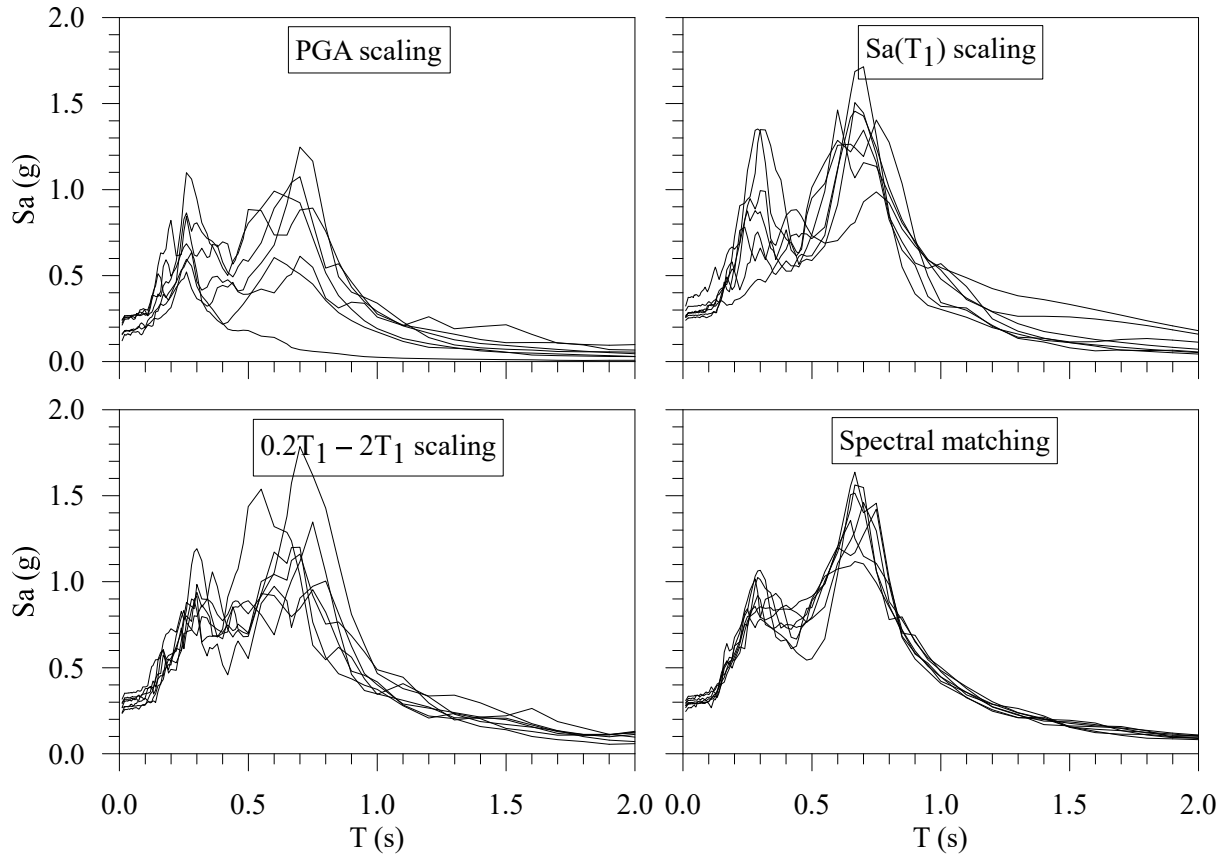 2.0
1.5
1.0
0.5
0.0
Sa (g)
PGA scaling
Sa(T1) scaling
2.0
1.5
1.0
0.5
0.0
Sa (g)
0.2T1 – 2T1 scaling
Spectral matching
0.0 0.5 1.0 1.5 2.0
T (s)
0.0 0.5 1.0 1.5 2.0
T (s)